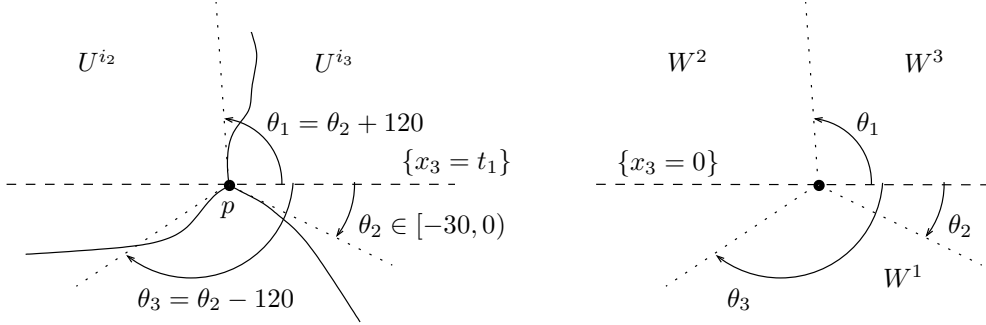 U^{i_2} U^{i_3} W^2 W^3
θ_1 = θ_2 + 120 θ_1
{x_3 = t_1} {x_3 = 0}
p θ_2 ∈ [−30, 0) θ_2
W^1
θ_3 = θ_2 − 120 θ_3